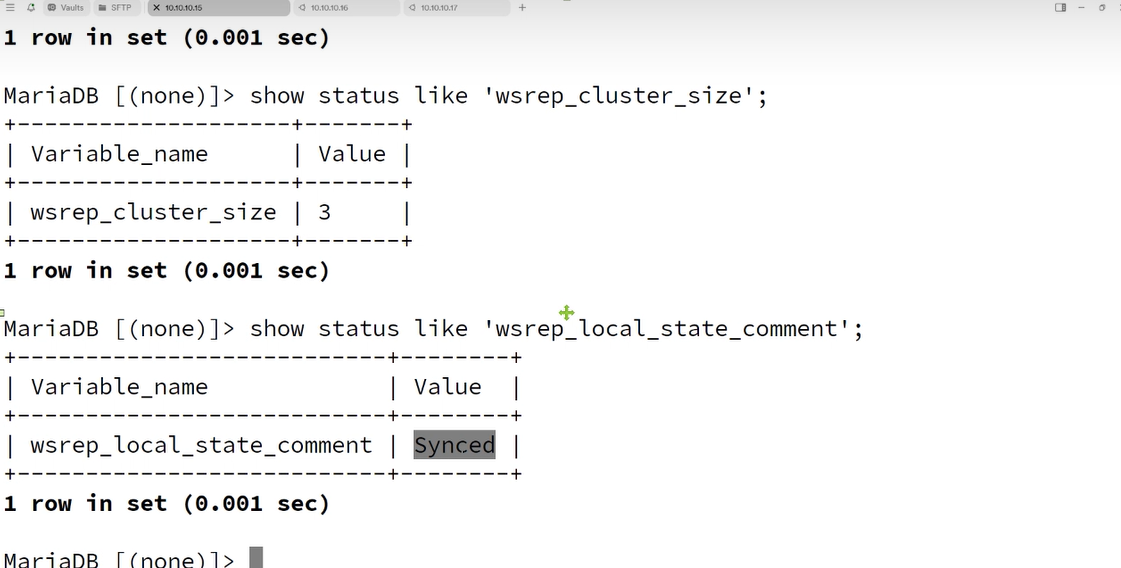 Vaults SFTP 10.10.10.15 10.10.10.16 10.10.10.17
1 row in set (0.001 sec)
MariaDB [(none)]> show status like 'wsrep_cluster_size';
+--------------------+-------+
| Variable_name      | Value |
+--------------------+-------+
| wsrep_cluster_size | 3     |
+--------------------+-------+
1 row in set (0.001 sec)
MariaDB [(none)]> show status like 'wsrep_local_state_comment';
+---------------------------+--------+
| Variable_name             | Value  |
+---------------------------+--------+
| wsrep_local_state_comment | Synced |
+---------------------------+--------+
1 row in set (0.001 sec)
MariaDB [(none)]>